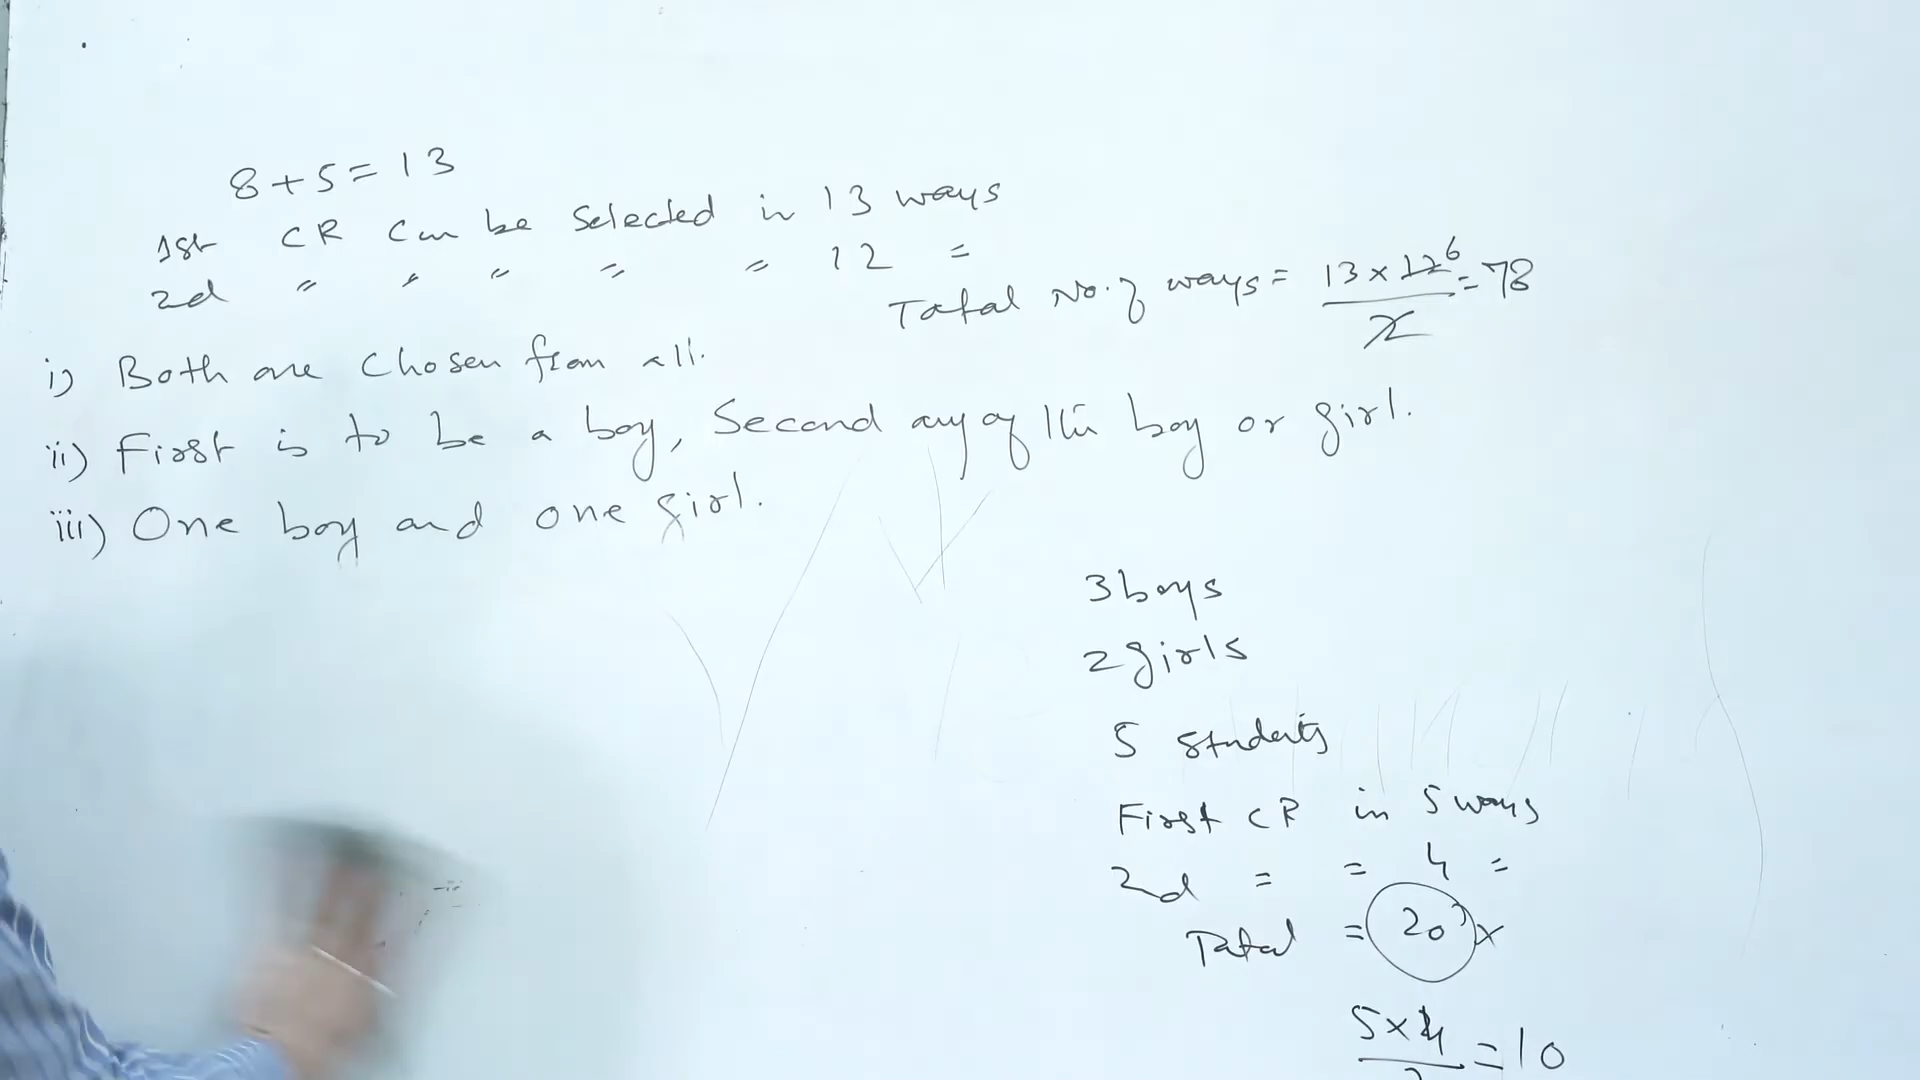 8+5=13
1st CR Can be Selected in 13 ways
2d " " " " " 12 =
Total No. of ways = 13 × 12 6 / 2 = 78
i) Both are Chosen from all.
ii) First is to be a boy, Second any of the boy or girl.
iii) One boy and one girl.
3 boys
2 girls
5 Students
First CR in 5 ways
2d = = 4 =
Total = 20 ×
5×4 / 2 = 10